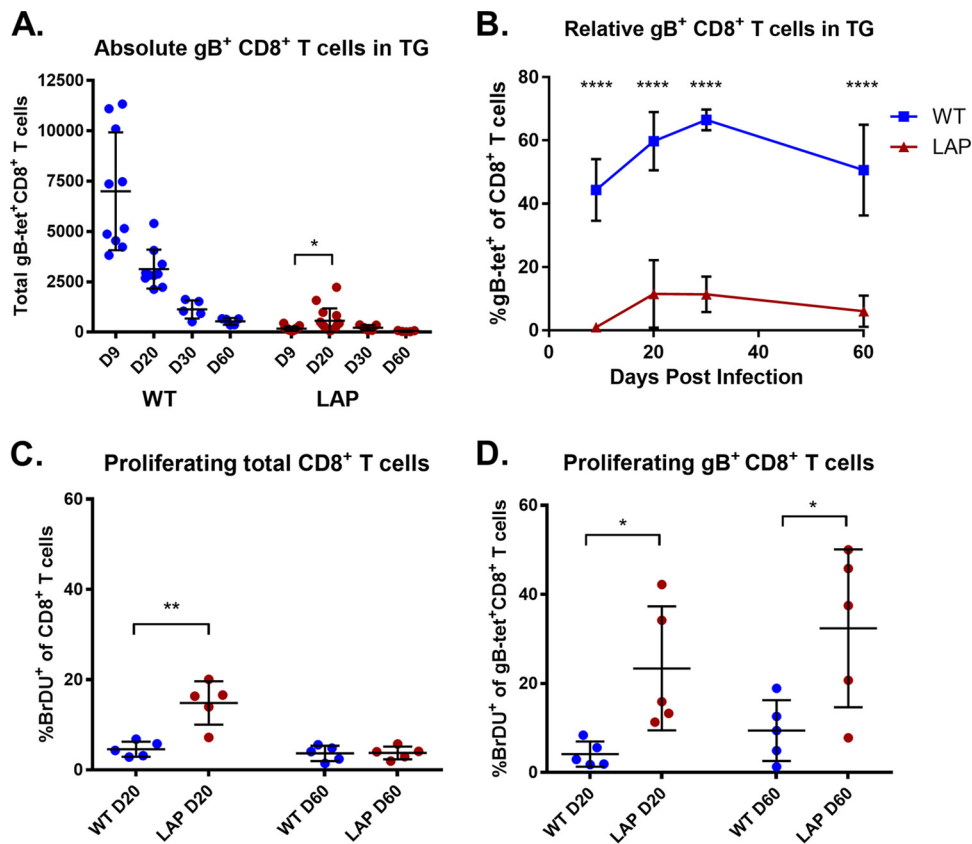 A.
Absolute gB⁺ CD8⁺ T cells in TG
Total gB-tet⁺CD8⁺ T cells
12500
10000
7500
5000
2500
0
*
D9
D20
D30
D60
D9
D20
D30
D60
WT
LAP
B.
Relative gB⁺ CD8⁺ T cells in TG
%gB-tet⁺ of CD8⁺ T cells
80
60
40
20
0
**** **** **** ****
WT
LAP
0 20 40 60
Days Post Infection
C.
Proliferating total CD8⁺ T cells
%BrDU⁺ of CD8⁺ T cells
60
40
20
0
**
WT D20
LAP D20
WT D60
LAP D60
D.
Proliferating gB⁺ CD8⁺ T cells
%BrDU⁺ of gB-tet⁺CD8⁺ T cells
60
40
20
0
*
*
WT D20
LAP D20
WT D60
LAP D60